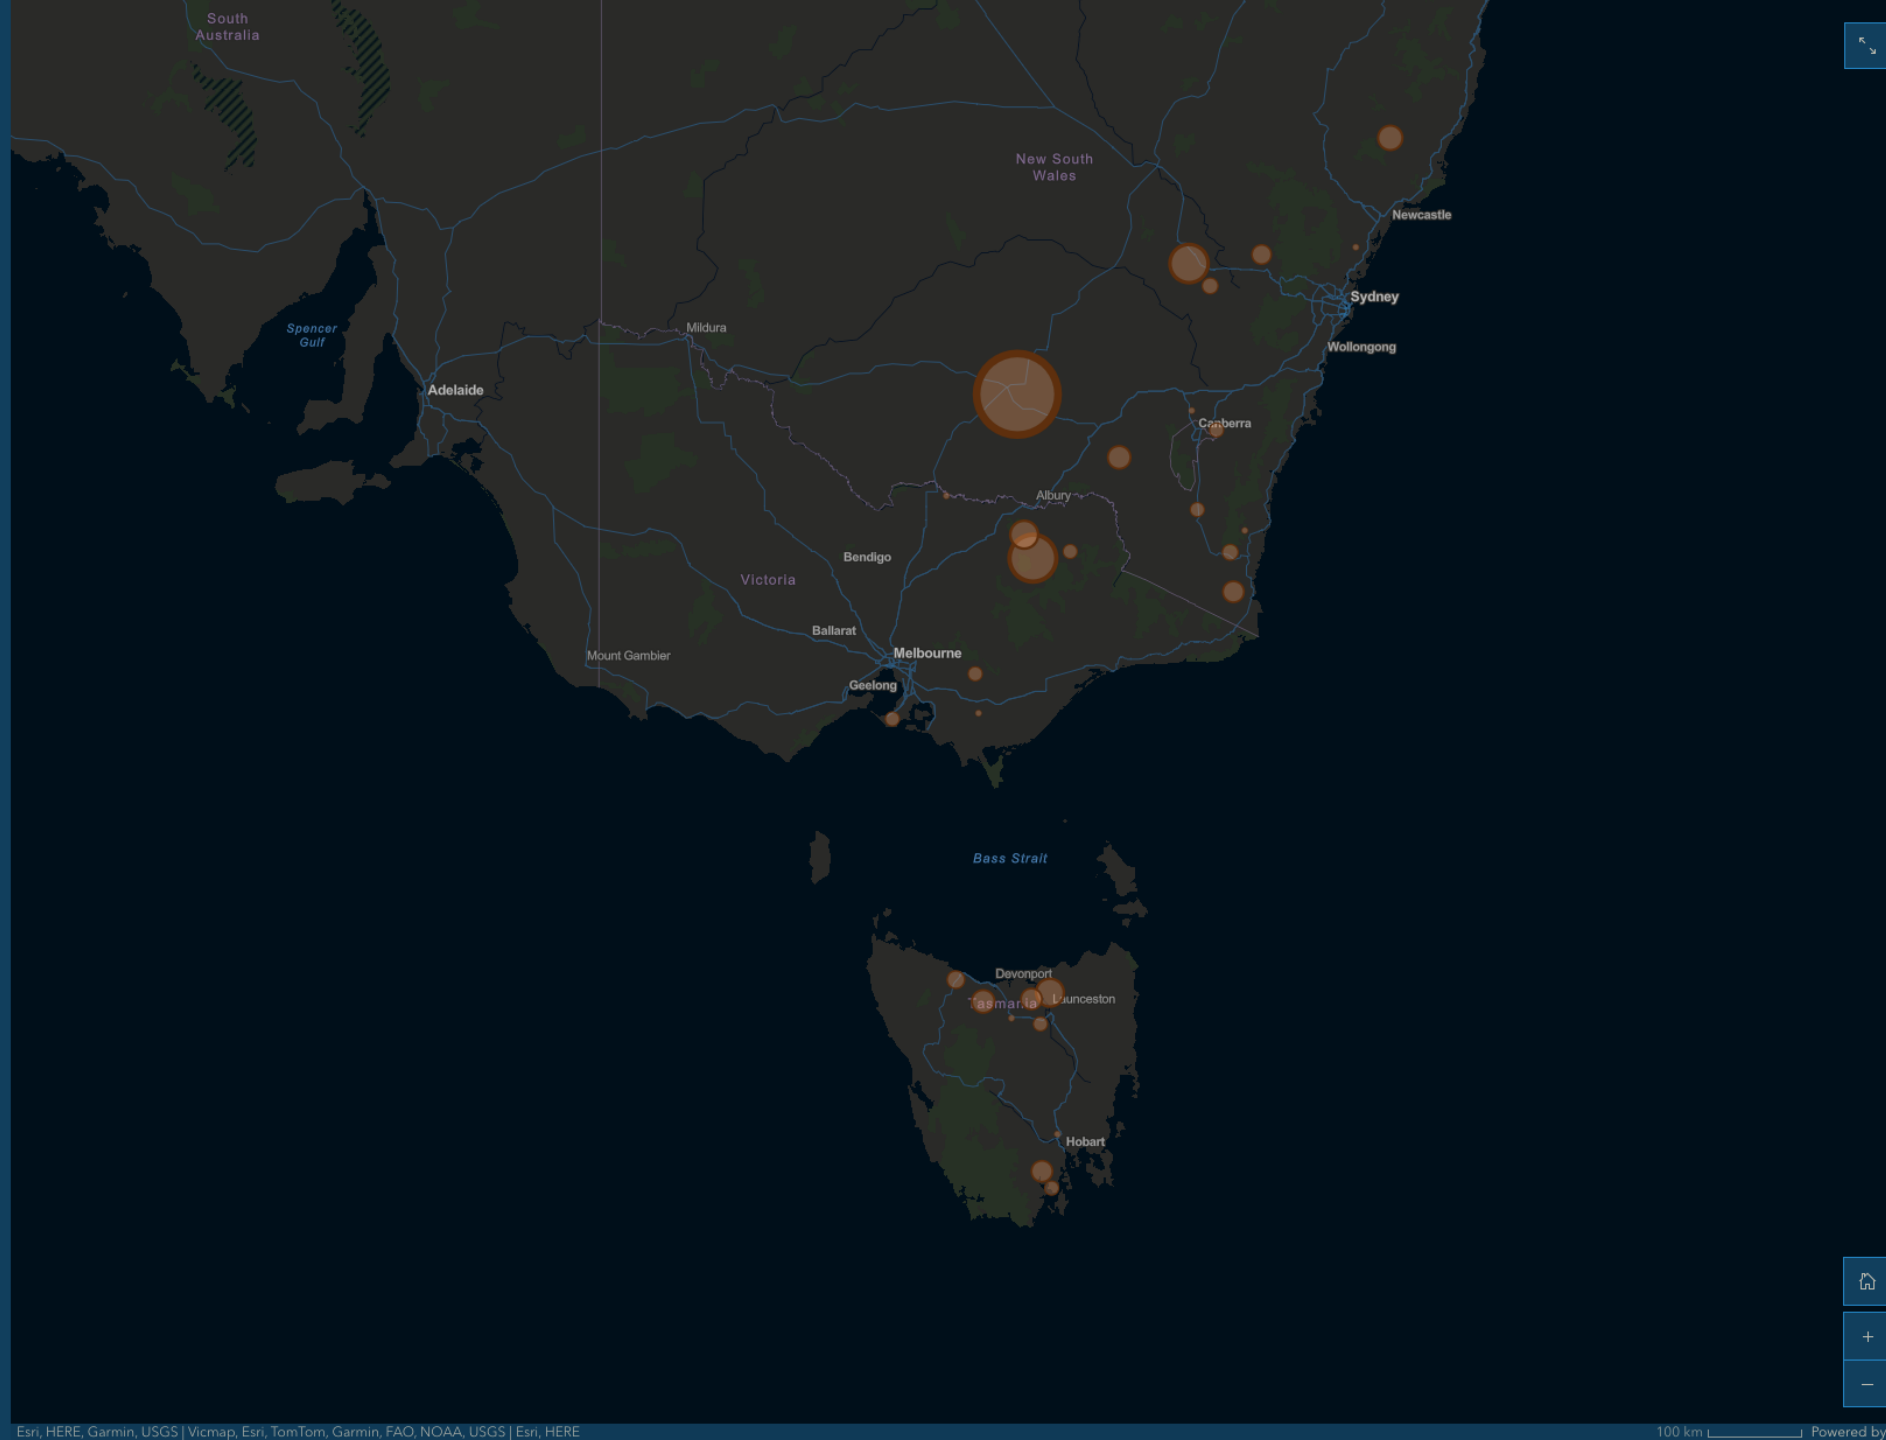 South
Australia
New South
Wales
Newcastle
Sydney
Spencer
Gulf
Mildura
Wollongong
Adelaide
Canberra
Albury
Bendigo
Victoria
Ballarat
Melbourne
Mount Gambier
Geelong
Bass Strait
Devonport
Tasmania
Launceston
Hobart
+
−
Esri, HERE, Garmin, USGS | Vicmap, Esri, TomTom, Garmin, FAO, NOAA, USGS | Esri, HERE
100 km
Powered by